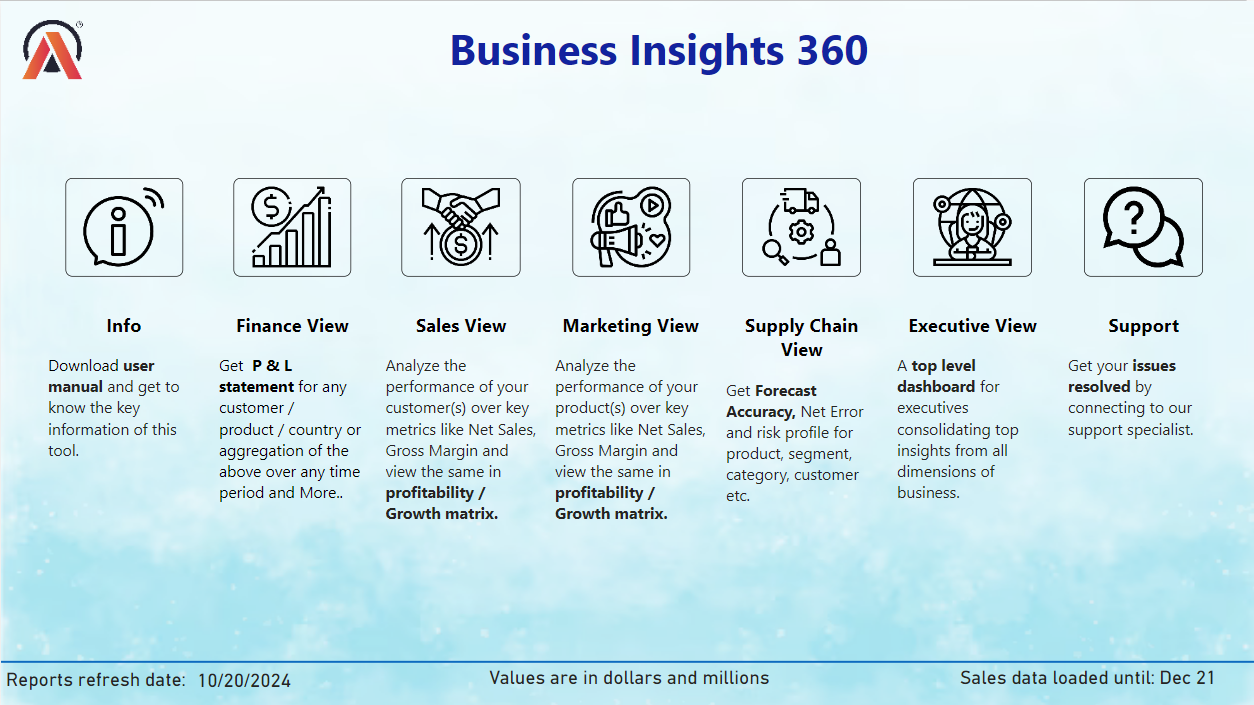 Business Insights 360
Info
Download user
manual and get to
know the key
information of this
tool.
Finance View
Get P & L
statement for any
customer /
product / country or
aggregation of the
above over any time
period and More..
Sales View
Analyze the
performance of your
customer(s) over key
metrics like Net Sales,
Gross Margin and
view the same in
profitability /
Growth matrix.
Marketing View
Analyze the
performance of your
product(s) over key
metrics like Net Sales,
Gross Margin and
view the same in
profitability /
Growth matrix.
Supply Chain
View
Get Forecast
Accuracy, Net Error
and risk profile for
product, segment,
category, customer
etc.
Executive View
A top level
dashboard for
executives
consolidating top
insights from all
dimensions of
business.
Support
Get your issues
resolved by
connecting to our
support specialist.
Reports refresh date: 10/20/2024
Values are in dollars and millions
Sales data loaded until: Dec 21